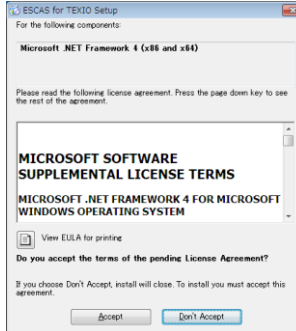 ESCAS for TEXIO Setup
For the following components:
Microsoft .NET Framework 4 (x86 and x64)
Please read the following license agreement. Press the page down key to see
the rest of the agreement.
MICROSOFT SOFTWARE
SUPPLEMENTAL LICENSE TERMS
MICROSOFT .NET FRAMEWORK 4 FOR MICROSOFT
WINDOWS OPERATING SYSTEM
View EULA for printing
Do you accept the terms of the pending License Agreement?
If you choose Don't Accept, install will close. To install you must accept this
agreement.
Accept
Don't Accept